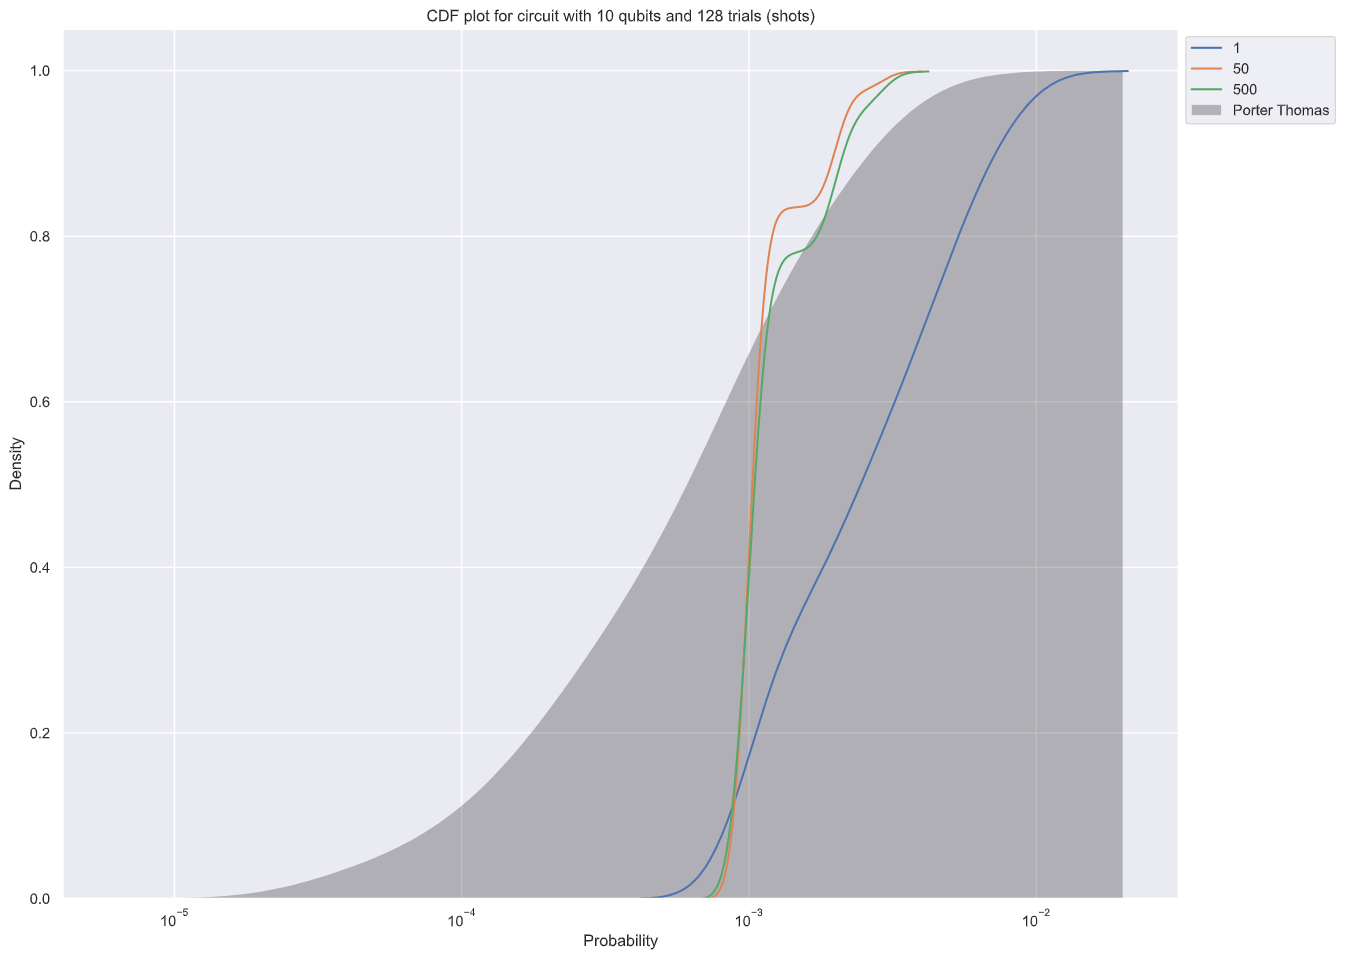 CDF plot for circuit with 10 qubits and 128 trials (shots)
1
50
500
Porter Thomas
1.0
0.8
0.6
0.4
0.2
0.0
Density
10⁻⁵ 10⁻⁴ 10⁻³ 10⁻²
Probability